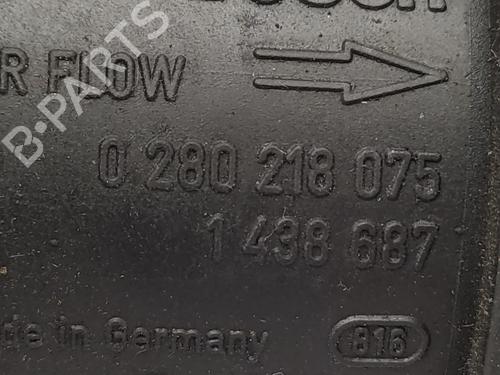 R FLOW
0 280 218 075
1 438 687
de in Germany
816
B-PARTS